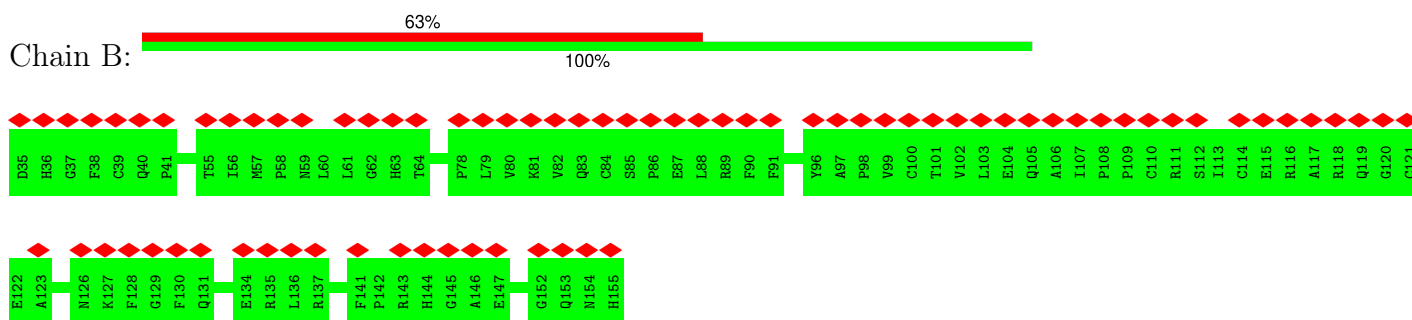 63%
Chain B:
100%
D35 H36 G37 F38 C39 Q40 P41 T55 I56 M57 P58 N59 L60 L61 G62 H63 T64 P78 L79 V80 K81 V82 Q83 C84 S85 P86 E87 L88 R89 F90 F91 Y96 A97 P98 V99 C100 T101 V102 L103 E104 Q105 A106 I107 P108 P109 C110 R111 S112 I113 C114 E115 R116 A117 R118 Q119 G120 C121
E122 A123 N126 K127 F128 G129 F130 Q131 E134 R135 L136 R137 F141 P142 R143 H144 G145 A146 E147 G152 Q153 N154 H155